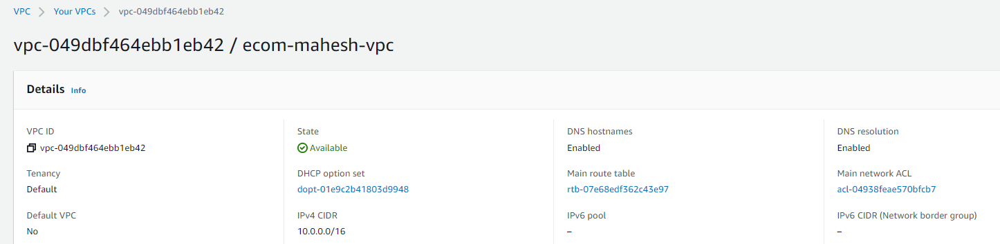 VPC > Your VPCs > vpc-049dbf464ebb1eb42
vpc-049dbf464ebb1eb42 / ecom-mahesh-vpc
Details Info
VPC ID State DNS hostnames DNS resolution
vpc-049dbf464ebb1eb42 Available Enabled Enabled
Tenancy DHCP option set Main route table Main network ACL
Default dopt-01e9c2b41803d9948 rtb-07e68edf362c43e97 acl-04938feae570bfcb7
Default VPC IPv4 CIDR IPv6 pool IPv6 CIDR (Network border group)
No 10.0.0.0/16 – –